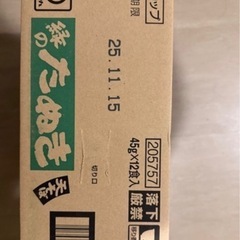 緑の
たぬき
天そば
25.11.15
切り口
ップ
期限
205757
45g×12食入
落下
厳禁